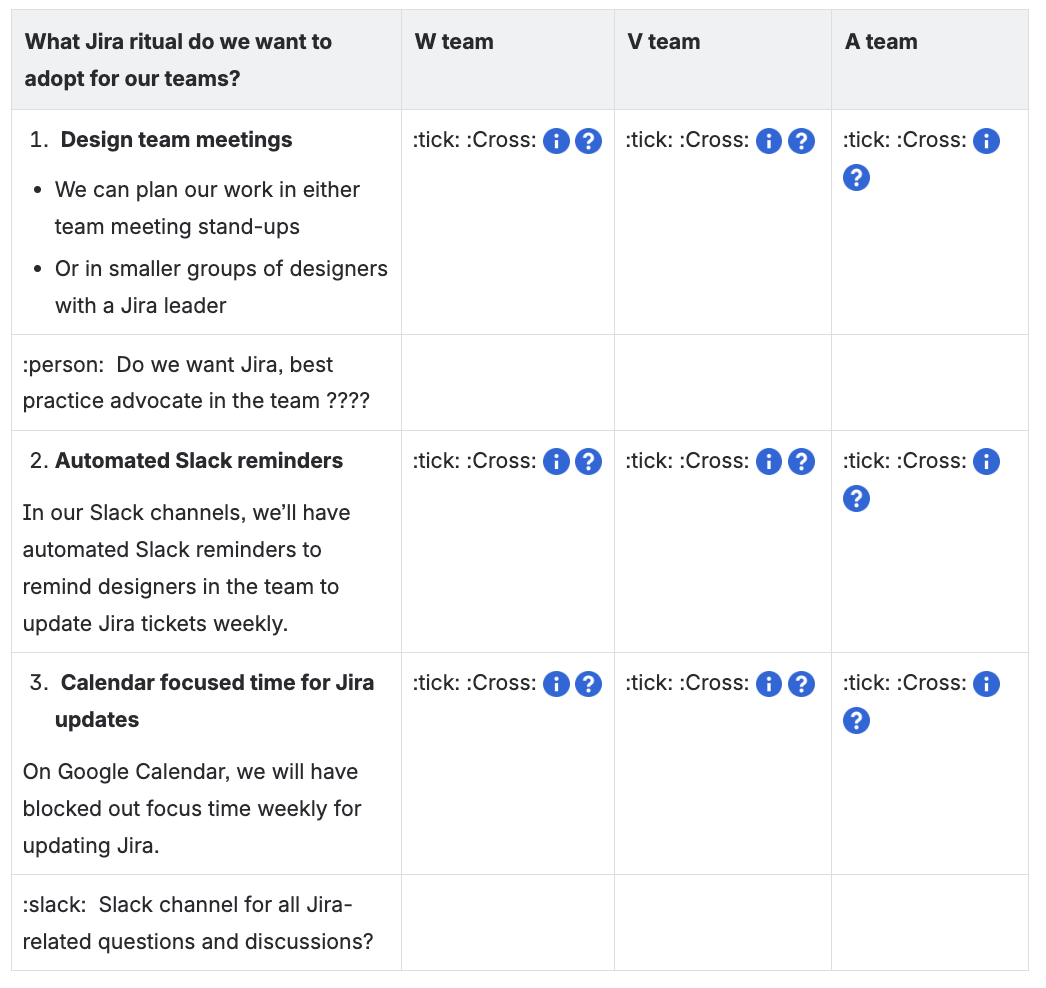 What Jira ritual do we want to
adopt for our teams?
W team
V team
A team
1. Design team meetings
• We can plan our work in either
team meeting stand-ups
• Or in smaller groups of designers
with a Jira leader
:tick: :Cross: i ?
:tick: :Cross: i ?
:tick: :Cross: i
?
:person: Do we want Jira, best
practice advocate in the team ????
2. Automated Slack reminders
In our Slack channels, we’ll have
automated Slack reminders to
remind designers in the team to
update Jira tickets weekly.
:tick: :Cross: i ?
:tick: :Cross: i ?
:tick: :Cross: i
?
3. Calendar focused time for Jira
updates
On Google Calendar, we will have
blocked out focus time weekly for
updating Jira.
:tick: :Cross: i ?
:tick: :Cross: i ?
:tick: :Cross: i
?
:slack: Slack channel for all Jira-
related questions and discussions?